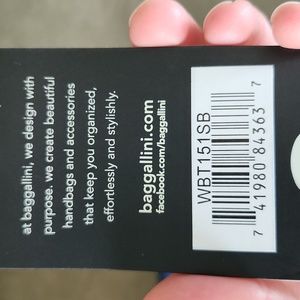 at baggallini, we design with
purpose. we create beautiful
handbags and accessories
that keep you organized,
effortlessly and stylishly.
baggallini.com
facebook.com/baggallini
WBT151SB
7 41980 84363 7